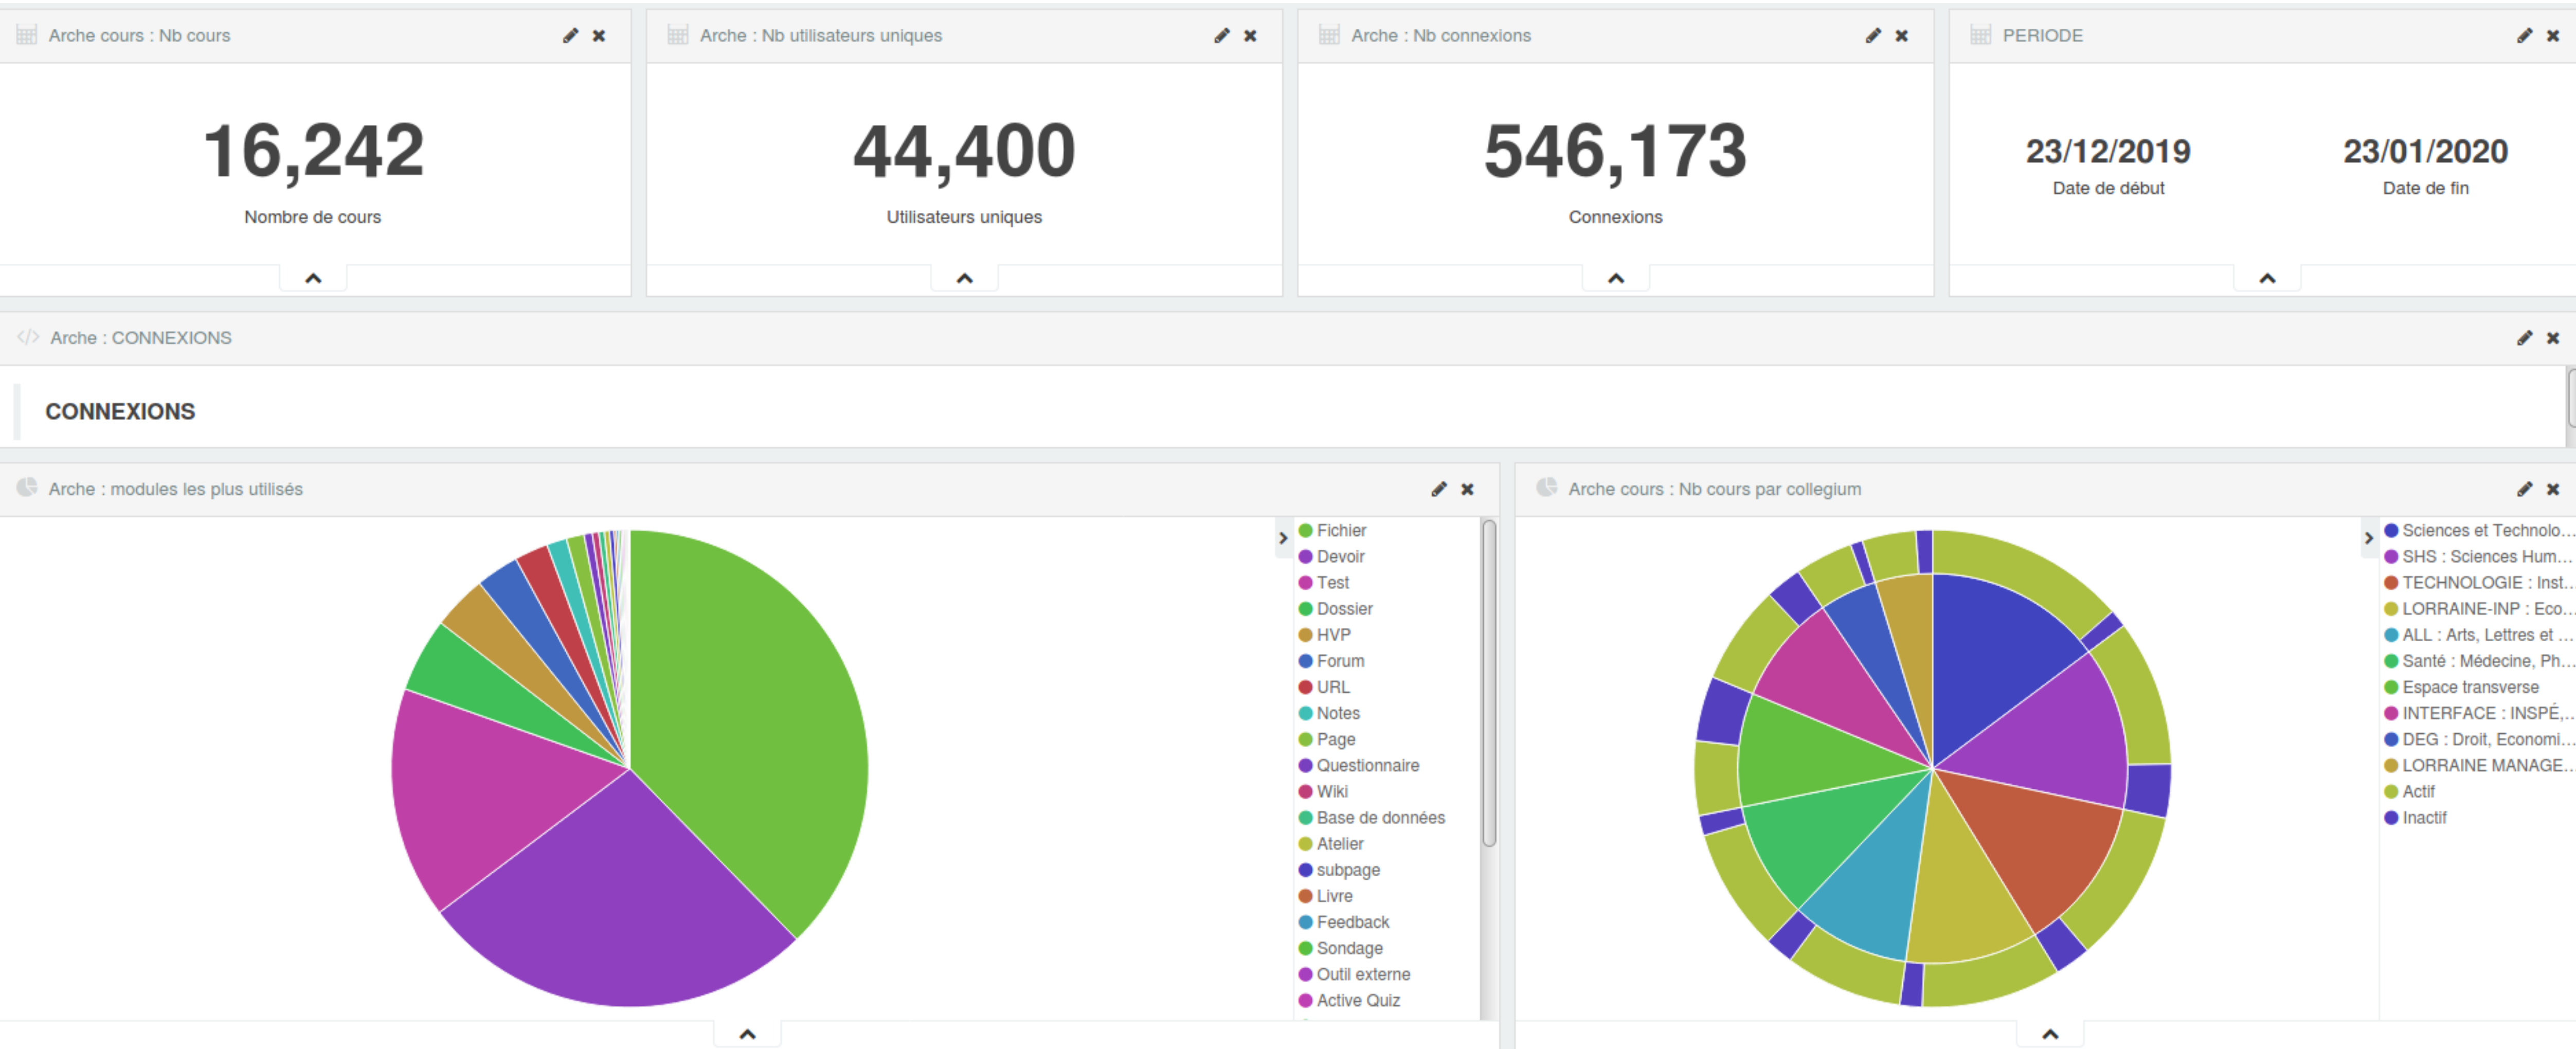 Arche cours : Nb cours
16,242
Nombre de cours
Arche : Nb utilisateurs uniques
44,400
Utilisateurs uniques
Arche : Nb connexions
546,173
Connexions
PERIODE
23/12/2019
Date de début
23/01/2020
Date de fin
Arche : CONNEXIONS
CONNEXIONS
Arche : modules les plus utilisés
Fichier
Devoir
Test
Dossier
HVP
Forum
URL
Notes
Page
Questionnaire
Wiki
Base de données
Atelier
subpage
Livre
Feedback
Sondage
Outil externe
Active Quiz
Arche cours : Nb cours par collegium
Sciences et Technolo...
SHS : Sciences Hum...
TECHNOLOGIE : Inst...
LORRAINE-INP : Eco...
ALL : Arts, Lettres et ...
Santé : Médecine, Ph...
Espace transverse
INTERFACE : INSPÉ,...
DEG : Droit, Economi...
LORRAINE MANAGE...
Actif
Inactif